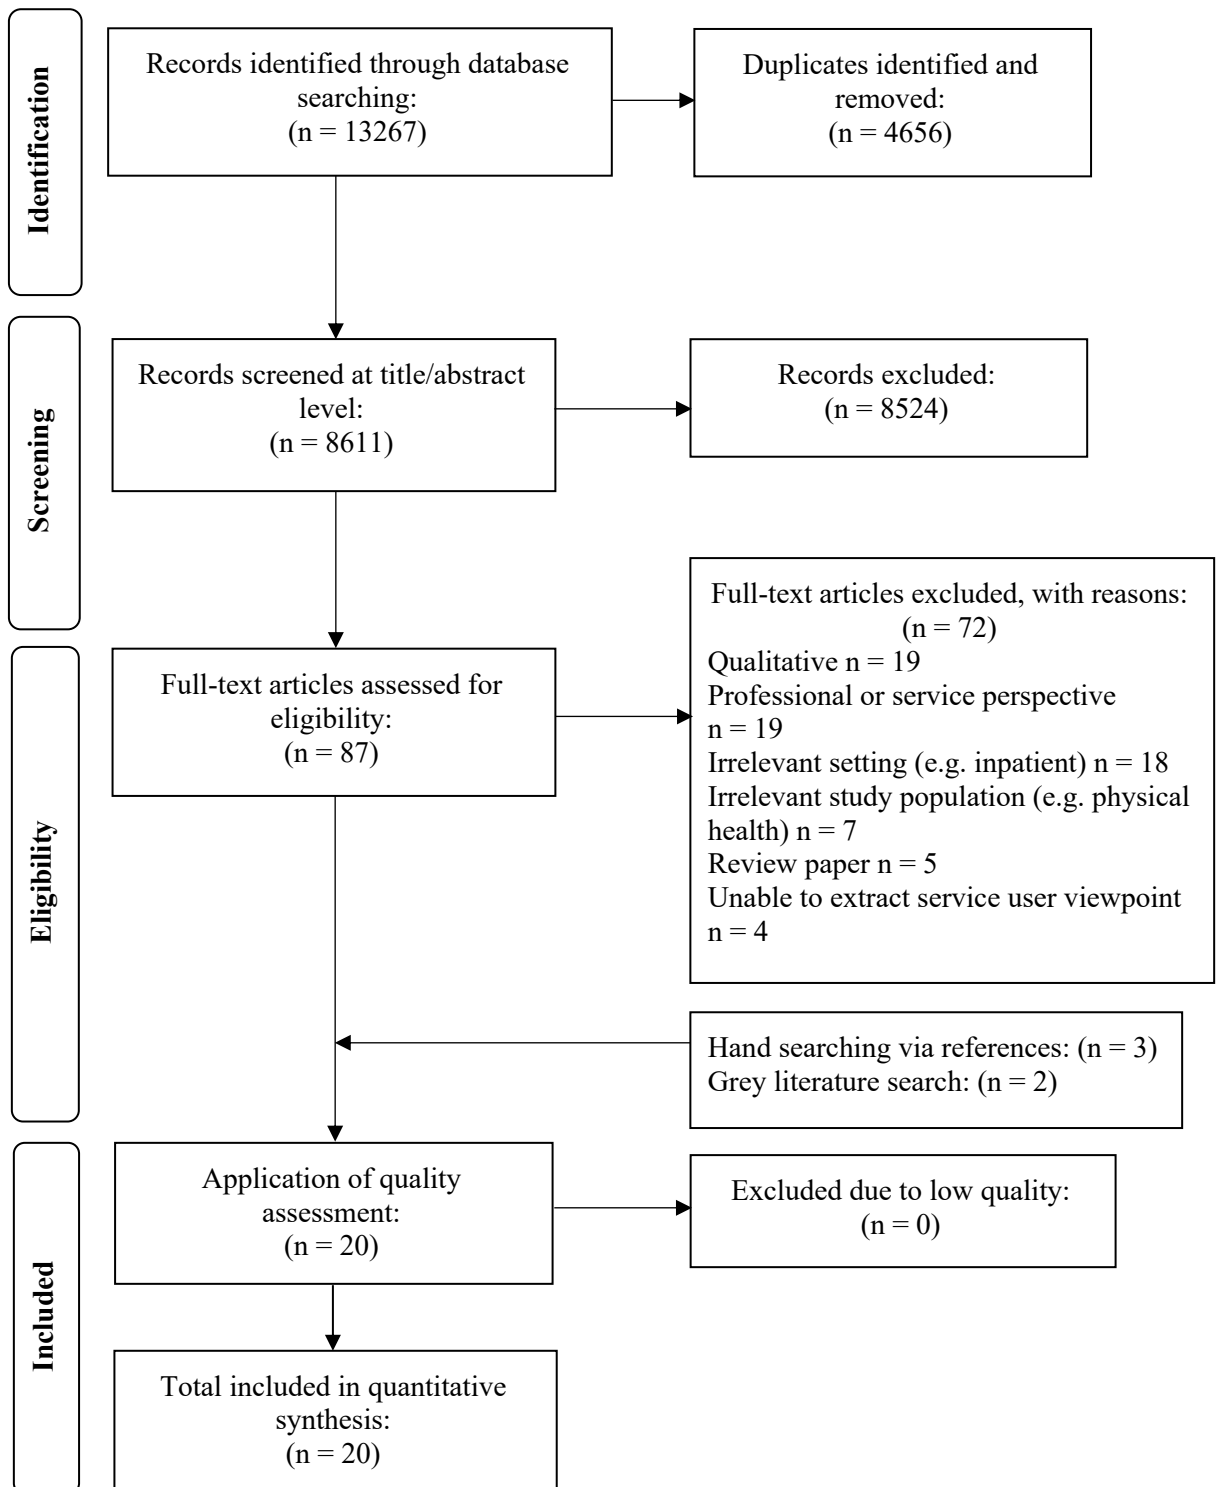 Identification
Records identified through database
searching:
(n = 13267)
Duplicates identified and
removed:
(n = 4656)
Screening
Records screened at title/abstract
level:
(n = 8611)
Records excluded:
(n = 8524)
Eligibility
Full-text articles assessed for
eligibility:
(n = 87)
Full-text articles excluded, with reasons:
(n = 72)
Qualitative n = 19
Professional or service perspective
n = 19
Irrelevant setting (e.g. inpatient) n = 18
Irrelevant study population (e.g. physical
health) n = 7
Review paper n = 5
Unable to extract service user viewpoint
n = 4
Hand searching via references: (n = 3)
Grey literature search: (n = 2)
Included
Application of quality
assessment:
(n = 20)
Excluded due to low quality:
(n = 0)
Total included in quantitative
synthesis:
(n = 20)